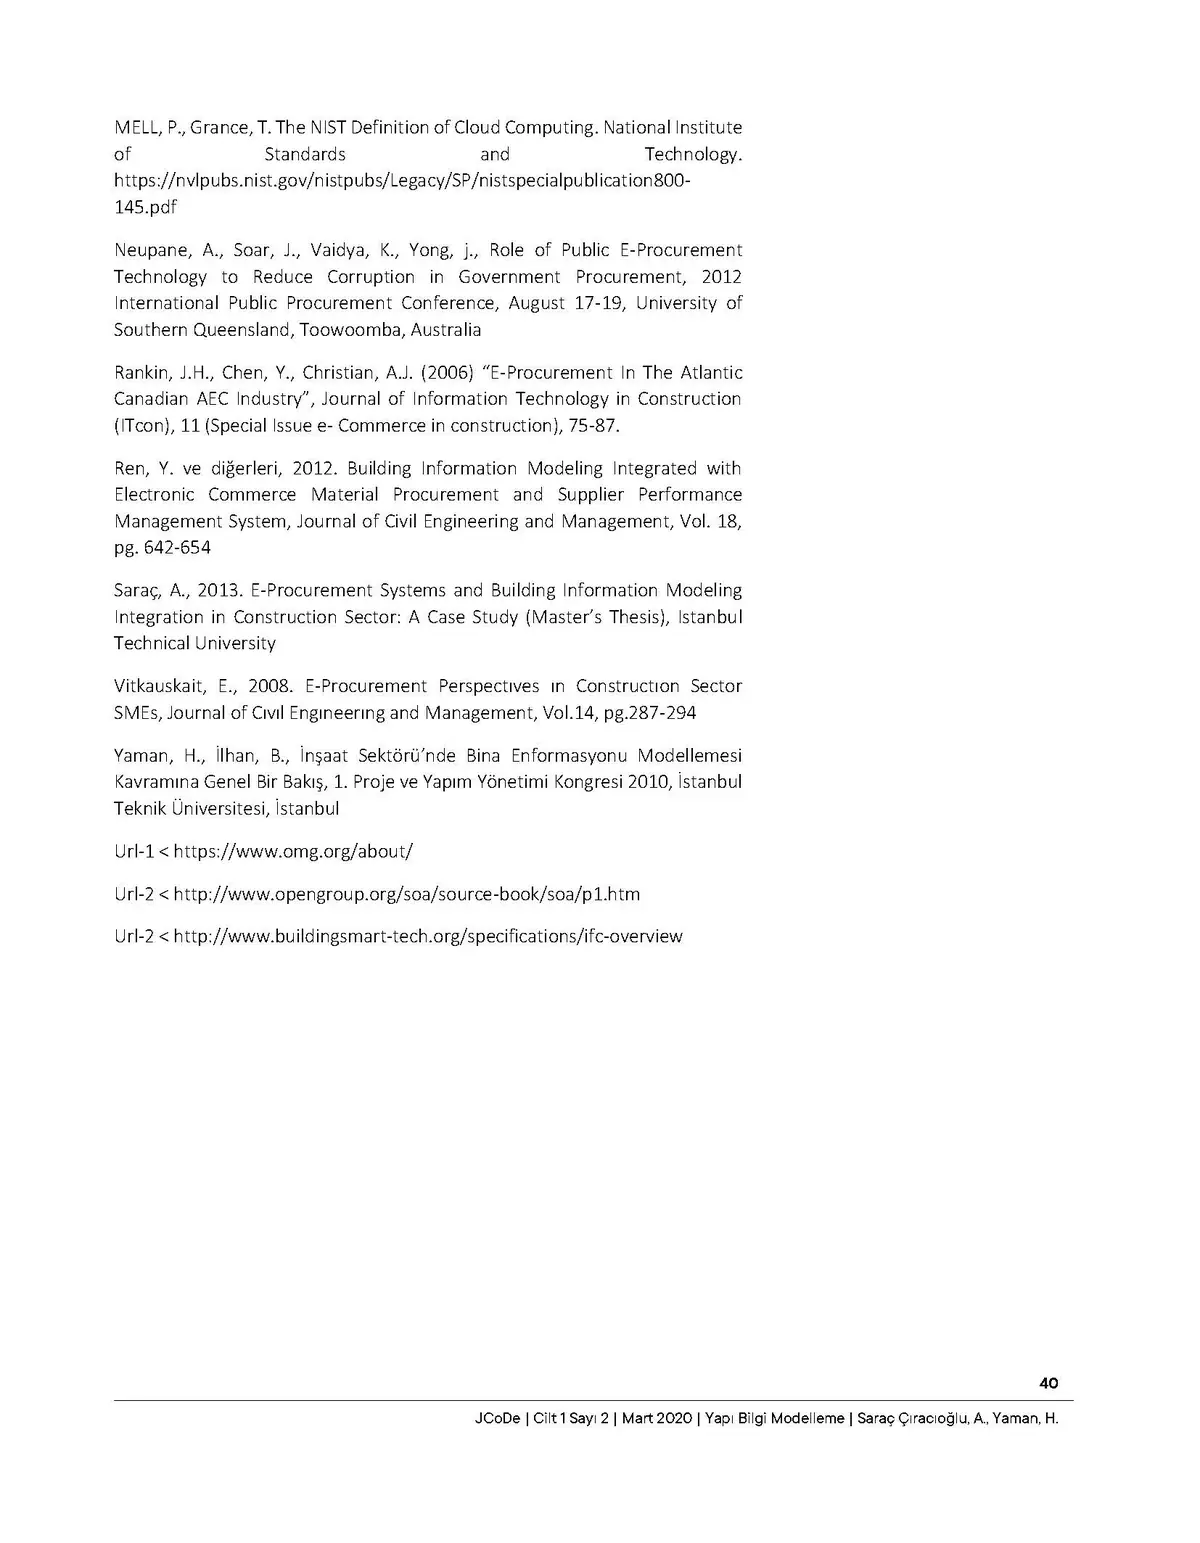 MELL, P., Grance, T. The NIST Definition of Cloud Computing. National Institute
of Standards and Technology.
https://nvlpubs.nist.gov/nistpubs/Legacy/SP/nistspecialpublication800-
145.pdf
Neupane, A., Soar, J., Vaidya, K., Yong, j., Role of Public E-Procurement
Technology to Reduce Corruption in Government Procurement, 2012
International Public Procurement Conference, August 17-19, University of
Southern Queensland, Toowoomba, Australia
Rankin, J.H., Chen, Y., Christian, A.J. (2006) “E-Procurement In The Atlantic
Canadian AEC Industry”, Journal of Information Technology in Construction
(ITcon), 11 (Special Issue e- Commerce in construction), 75-87.
Ren, Y. ve diğerleri, 2012. Building Information Modeling Integrated with
Electronic Commerce Material Procurement and Supplier Performance
Management System, Journal of Civil Engineering and Management, Vol. 18,
pg. 642-654
Saraç, A., 2013. E-Procurement Systems and Building Information Modeling
Integration in Construction Sector: A Case Study (Master’s Thesis), Istanbul
Technical University
Vitkauskait, E., 2008. E-Procurement Perspectıves ın Constructıon Sector
SMEs, Journal of Cıvıl Engıneerıng and Management, Vol.14, pg.287-294
Yaman, H., İlhan, B., İnşaat Sektörü’nde Bina Enformasyonu Modellemesi
Kavramına Genel Bir Bakış, 1. Proje ve Yapım Yönetimi Kongresi 2010, İstanbul
Teknik Üniversitesi, İstanbul
Url-1 < https://www.omg.org/about/
Url-2 < http://www.opengroup.org/soa/source-book/soa/p1.htm
Url-2 < http://www.buildingsmart-tech.org/specifications/ifc-overview
40
JCoDe | Cilt 1 Sayı 2 | Mart 2020 | Yapı Bilgi Modelleme | Saraç Çıracıoğlu, A., Yaman, H.